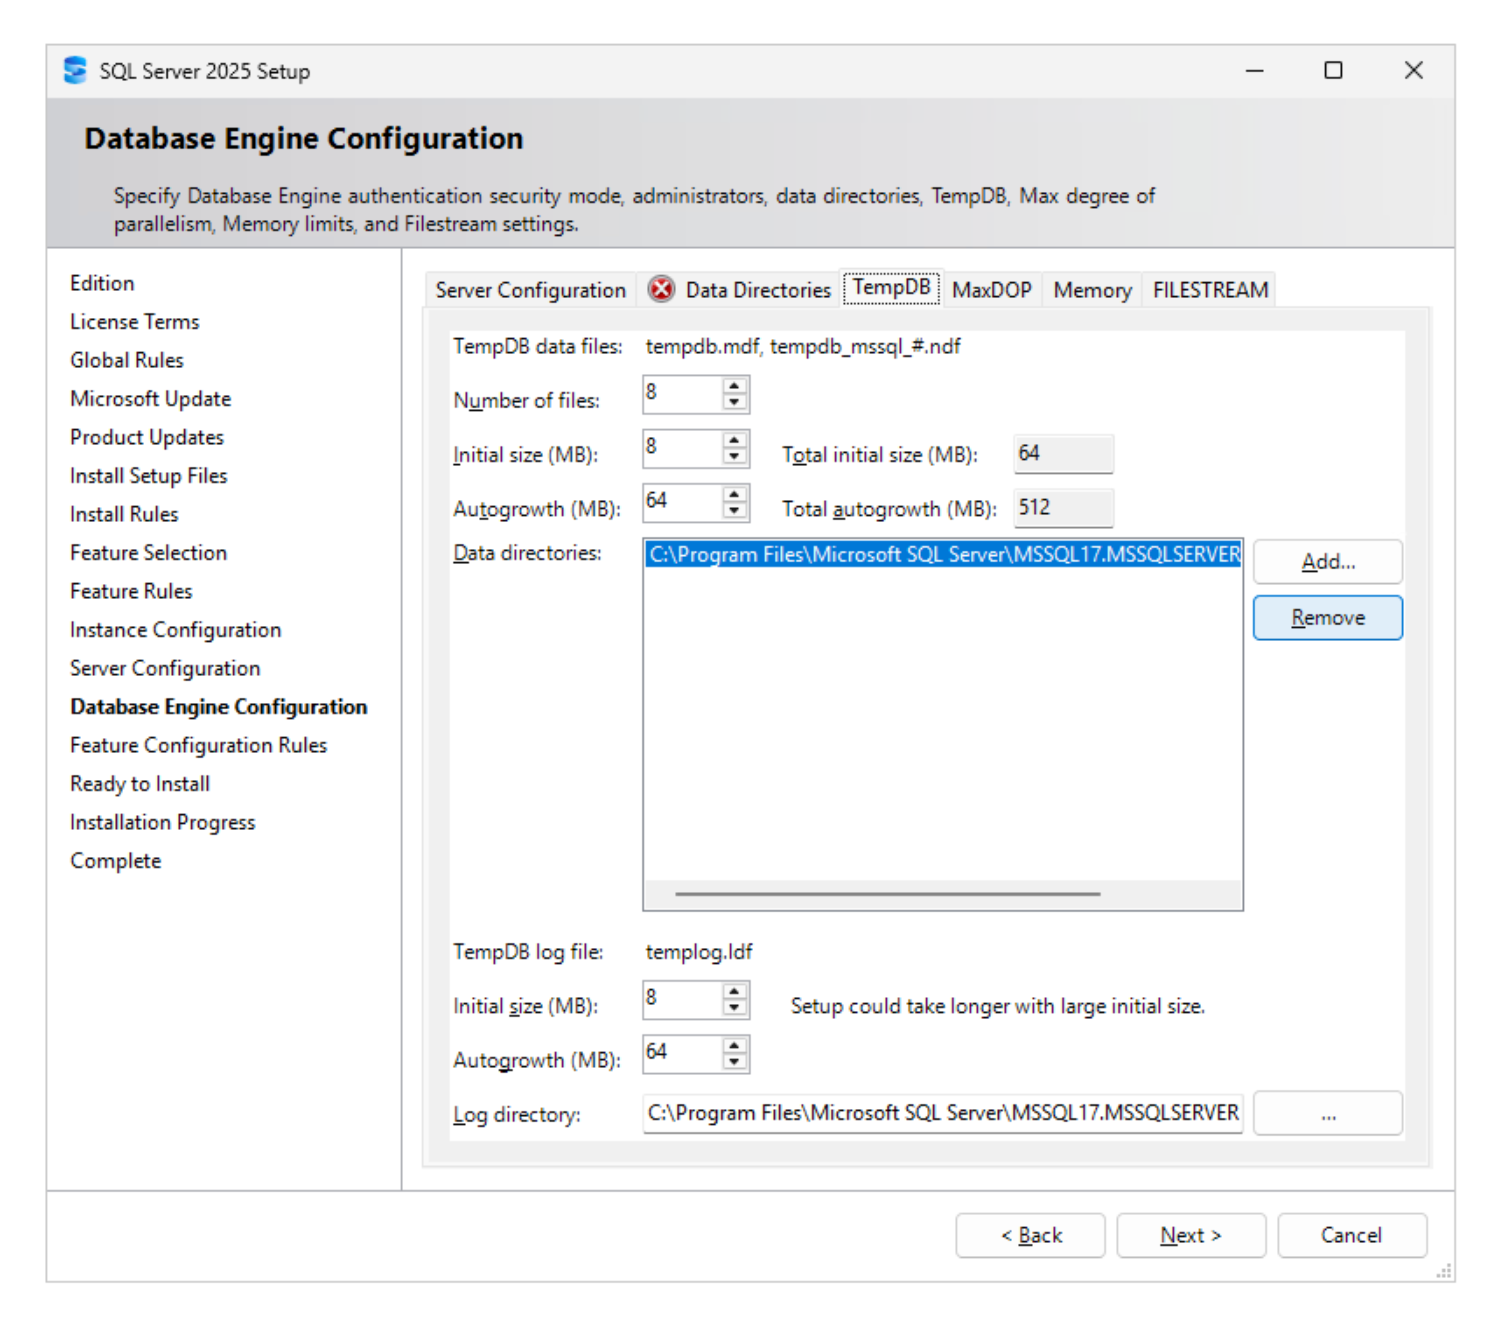 SQL Server 2025 Setup
Database Engine Configuration
Specify Database Engine authentication security mode, administrators, data directories, TempDB, Max degree of
parallelism, Memory limits, and Filestream settings.
Edition
License Terms
Global Rules
Microsoft Update
Product Updates
Install Setup Files
Install Rules
Feature Selection
Feature Rules
Instance Configuration
Server Configuration
Database Engine Configuration
Feature Configuration Rules
Ready to Install
Installation Progress
Complete
Server Configuration Data Directories TempDB MaxDOP Memory FILESTREAM
TempDB data files: tempdb.mdf, tempdb_mssql_#.ndf
Number of files: 8
Initial size (MB): 8 Total initial size (MB): 64
Autogrowth (MB): 64 Total autogrowth (MB): 512
Data directories: C:\Program Files\Microsoft SQL Server\MSSQL17.MSSQLSERVER Add...
Remove
TempDB log file: templog.ldf
Initial size (MB): 8 Setup could take longer with large initial size.
Autogrowth (MB): 64
Log directory: C:\Program Files\Microsoft SQL Server\MSSQL17.MSSQLSERVER ...
< Back Next > Cancel